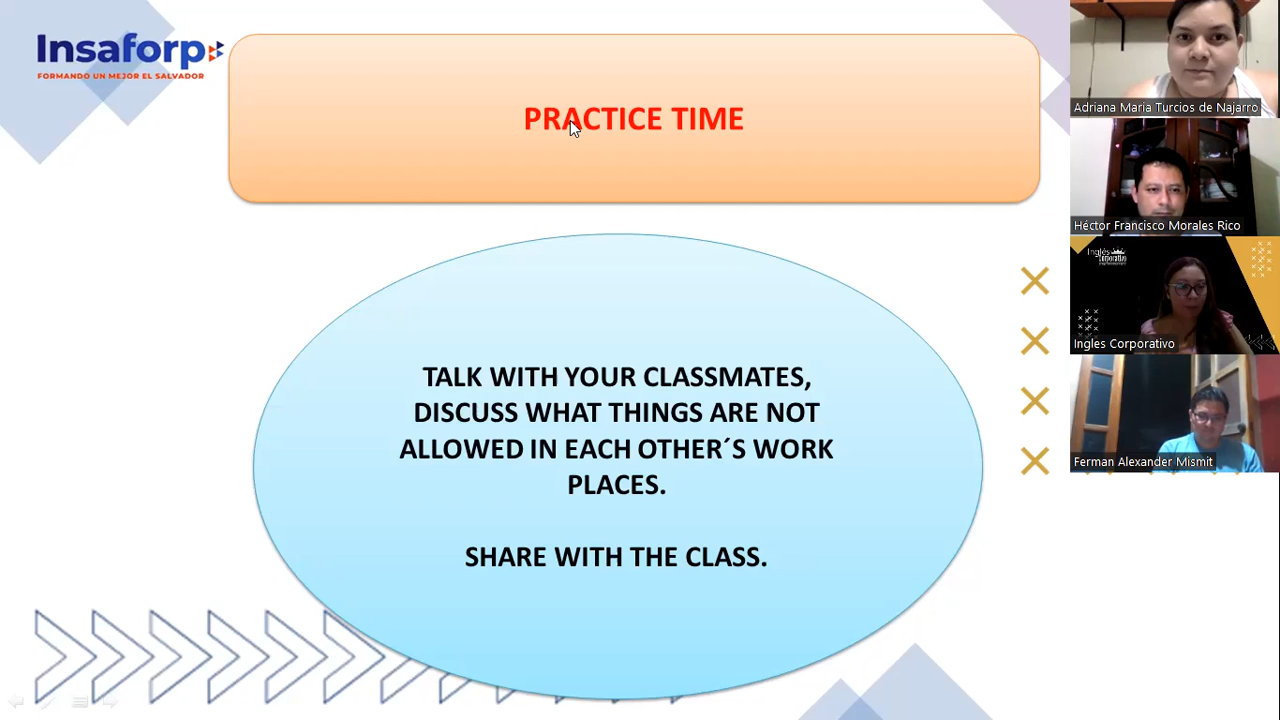 Insaforp
FORMANDO UN MEJOR EL SALVADOR
PRACTICE TIME
TALK WITH YOUR CLASSMATES,
DISCUSS WHAT THINGS ARE NOT
ALLOWED IN EACH OTHER´S WORK
PLACES.
SHARE WITH THE CLASS.
Adriana Maria Turcios de Najarro
Héctor Francisco Morales Rico
Inglés
Corporativo
Ingles Corporativo
Ferman Alexander Mismit